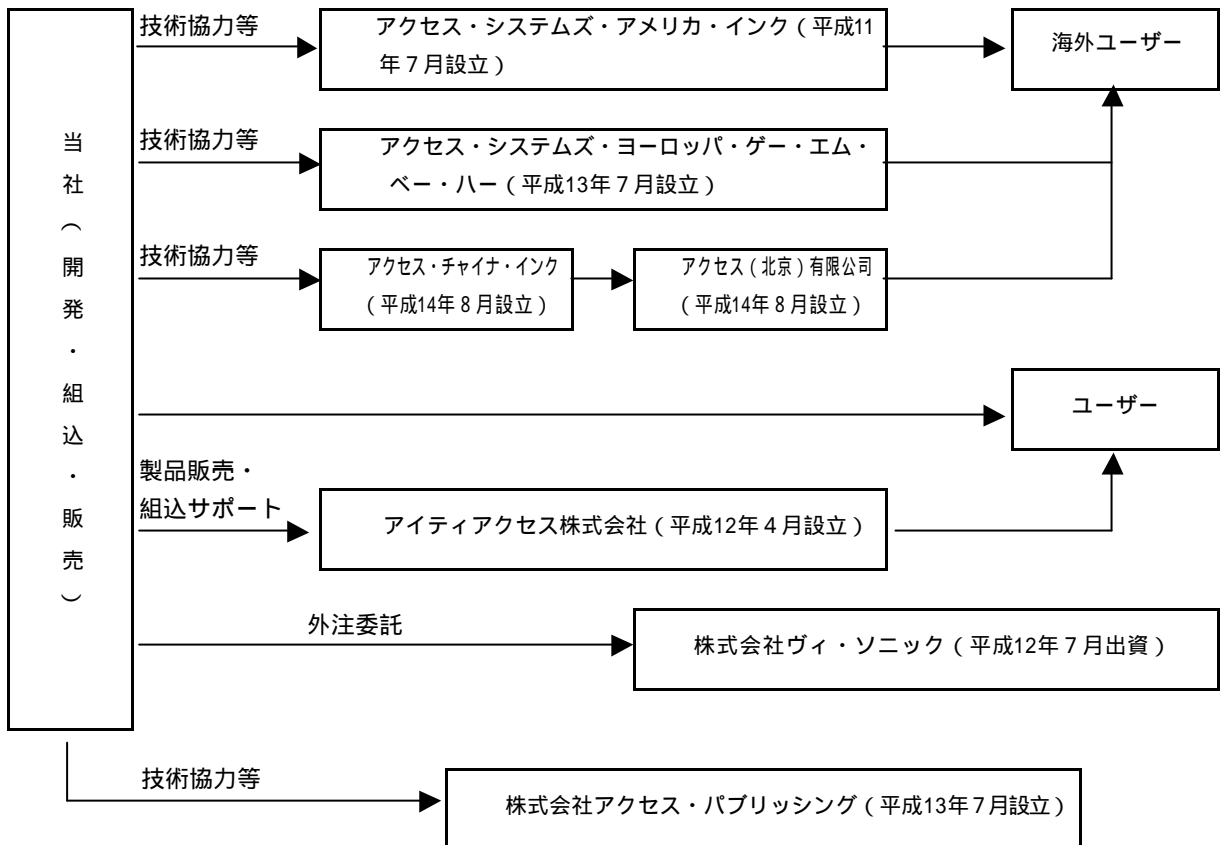 技術協力等
アクセス・システムズ・アメリカ・インク（平成11
年７月設立）
海外ユーザー
当社（開発・組込・販売）
技術協力等
アクセス・システムズ・ヨーロッパ・ゲー・エム・
ベー・ハー（平成13年７月設立）
技術協力等
アクセス・チャイナ・インク
（平成14年８月設立）
アクセス（北京）有限公司
（平成14年８月設立）
ユーザー
製品販売・
組込サポート
アイティアクセス株式会社（平成12年４月設立）
外注委託
株式会社ヴィ・ソニック（平成12年７月出資）
技術協力等
株式会社アクセス・パブリッシング（平成13年７月設立）